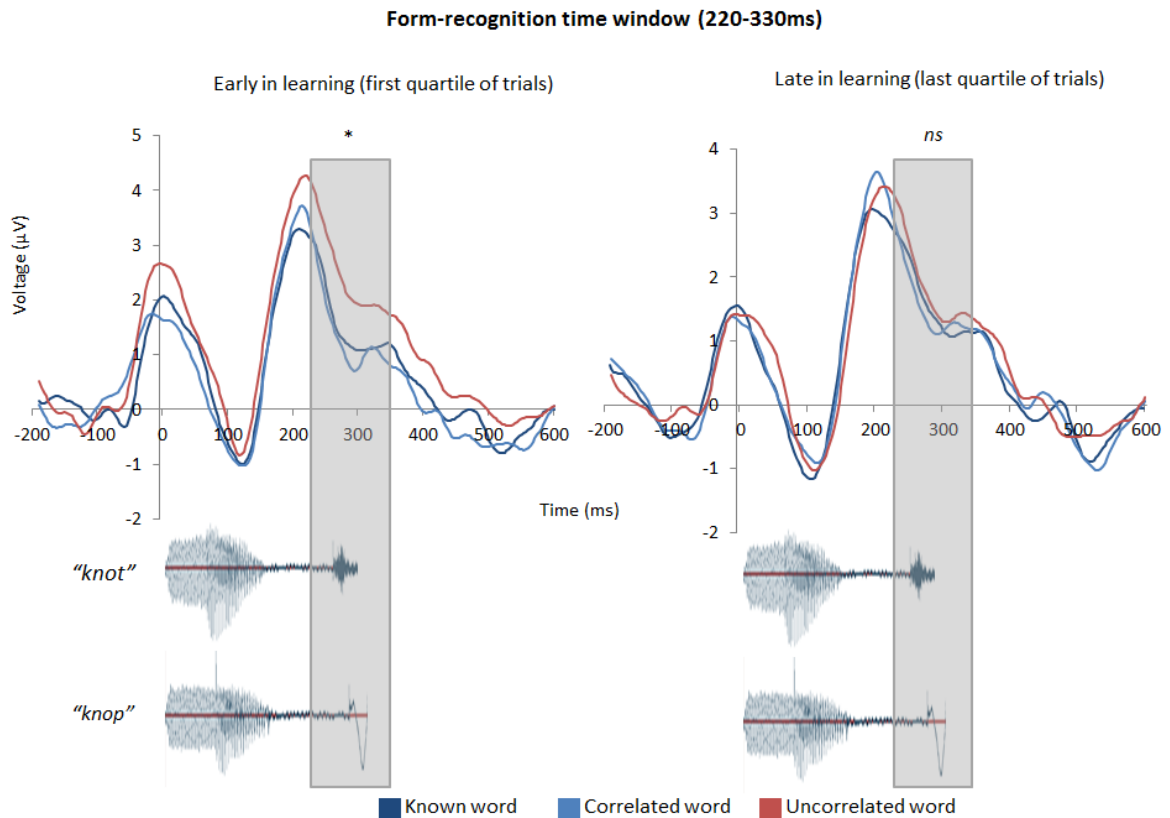 Form-recognition time window (220-330ms)
Early in learning (first quartile of trials)
*
Voltage (µV)
5
4
3
2
1
0
-1
-2
-200 -100 0 100 200 300 400 500 600
Late in learning (last quartile of trials)
ns
4
3
2
1
0
-1
-2
-200 -100 0 100 200 300 400 500 600
Time (ms)
“knot”
“knop”
Known word Correlated word Uncorrelated word